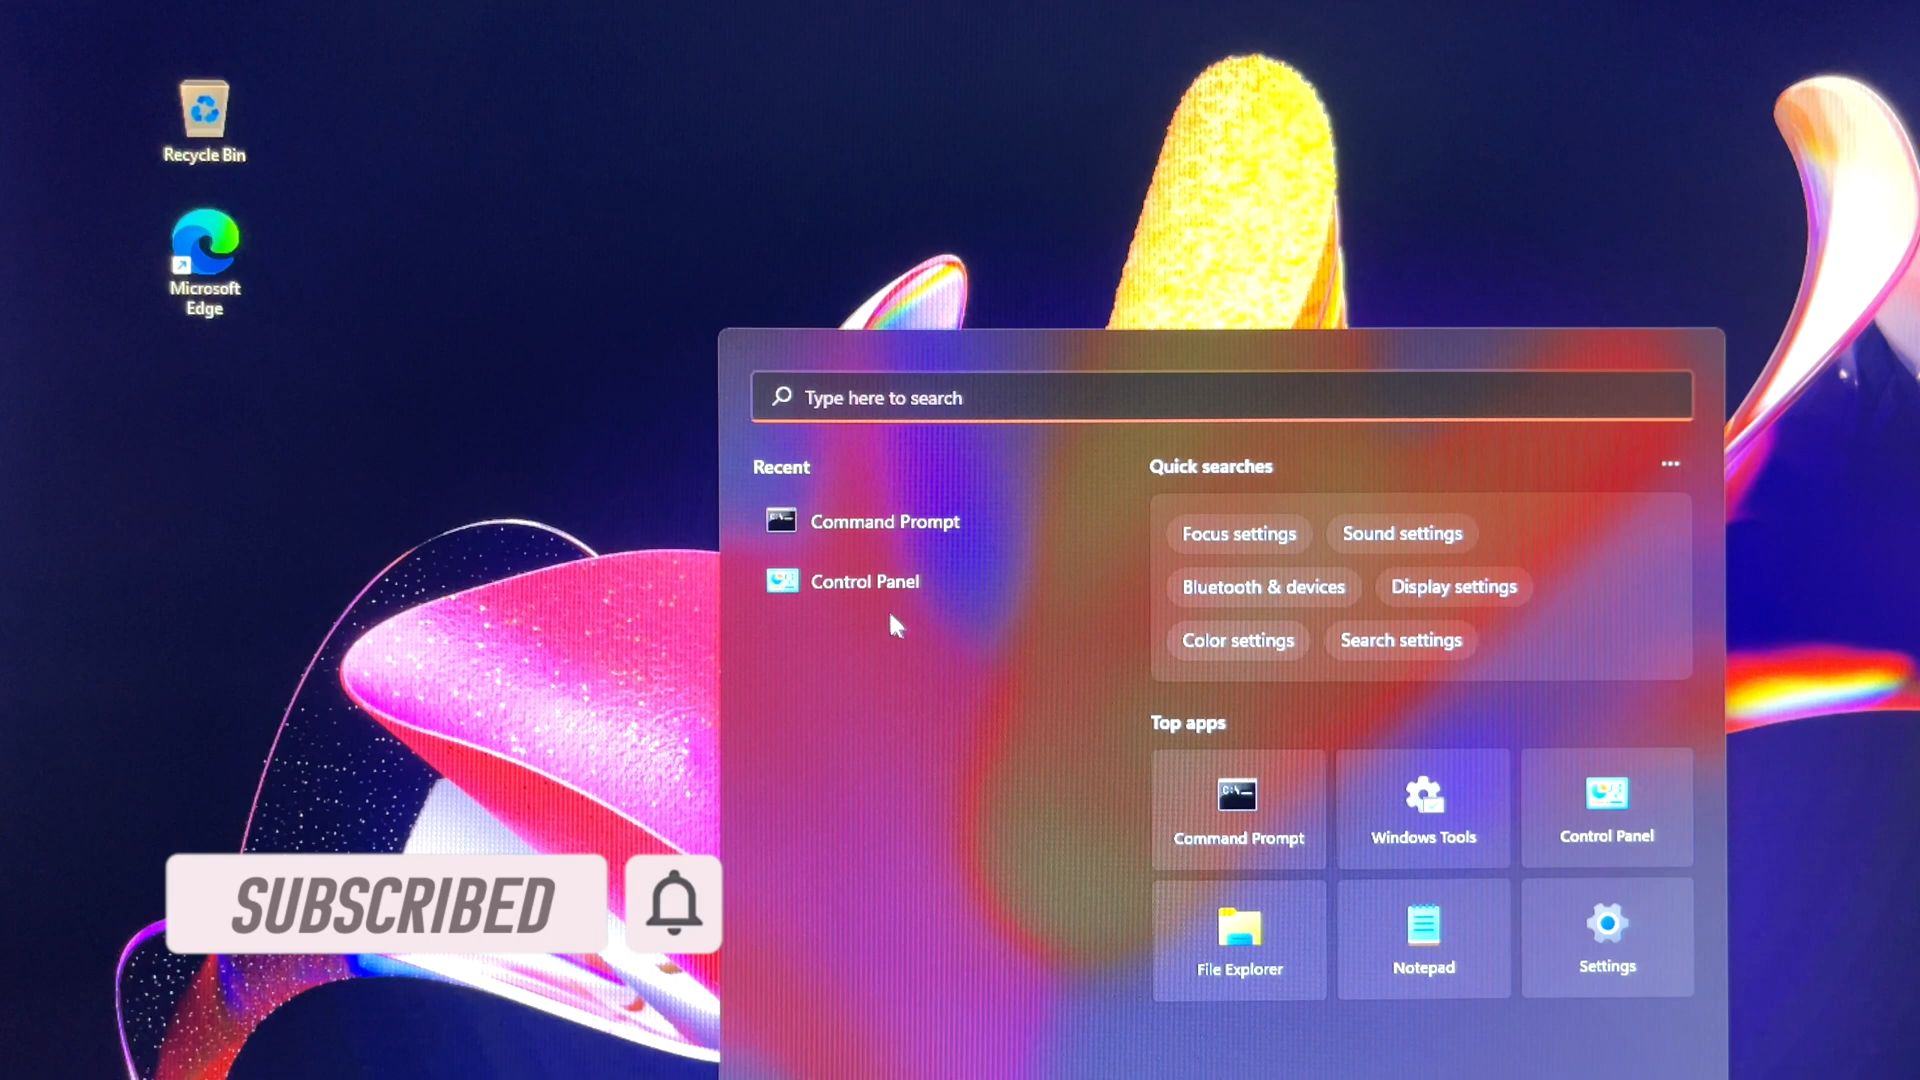 Recycle Bin
Microsoft
Edge
Type here to search
Recent
Command Prompt
Control Panel
Quick searches
Focus settings
Sound settings
Bluetooth & devices
Display settings
Color settings
Search settings
Top apps
Command Prompt
Windows Tools
Control Panel
File Explorer
Notepad
Settings
SUBSCRIBED